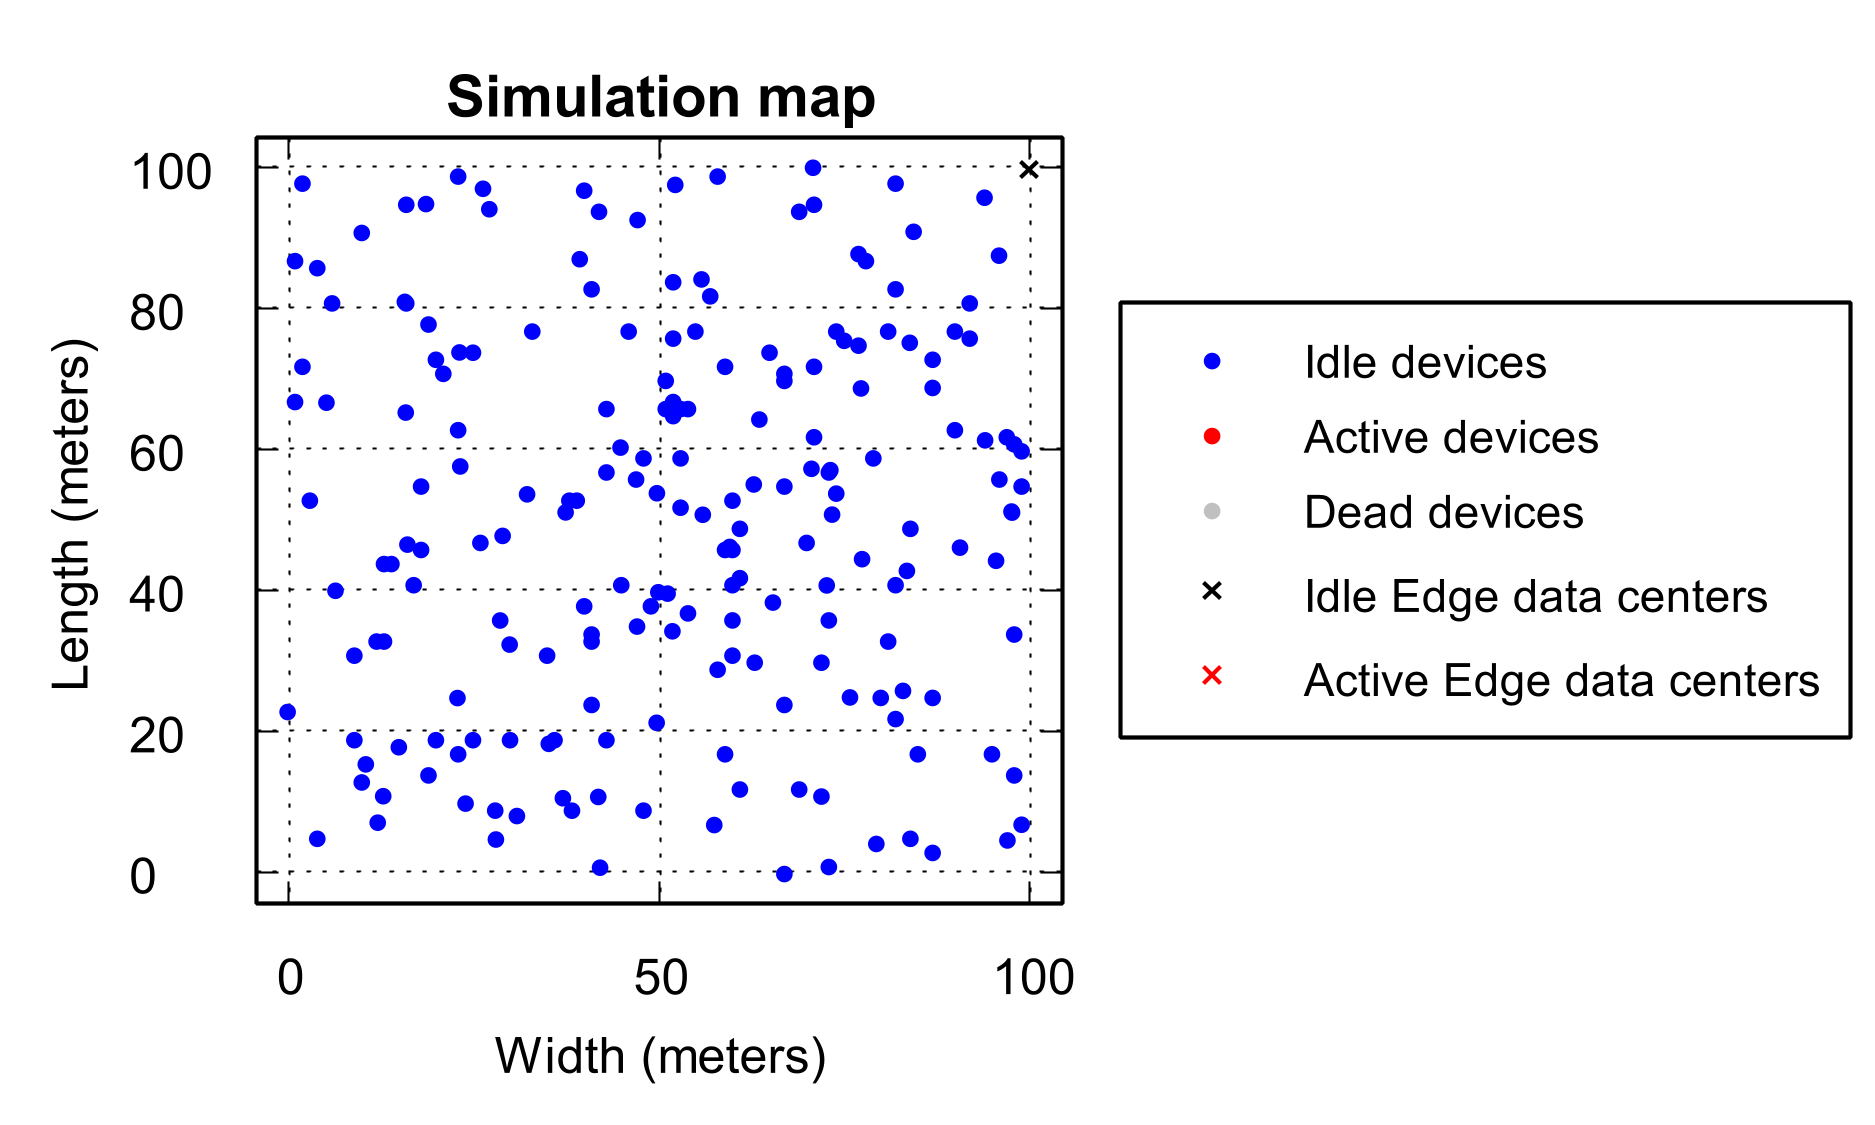 Simulation map
100
80
60
40
20
0
Length (meters)
0 50 100
Width (meters)
Idle devices
Active devices
Dead devices
Idle Edge data centers
Active Edge data centers